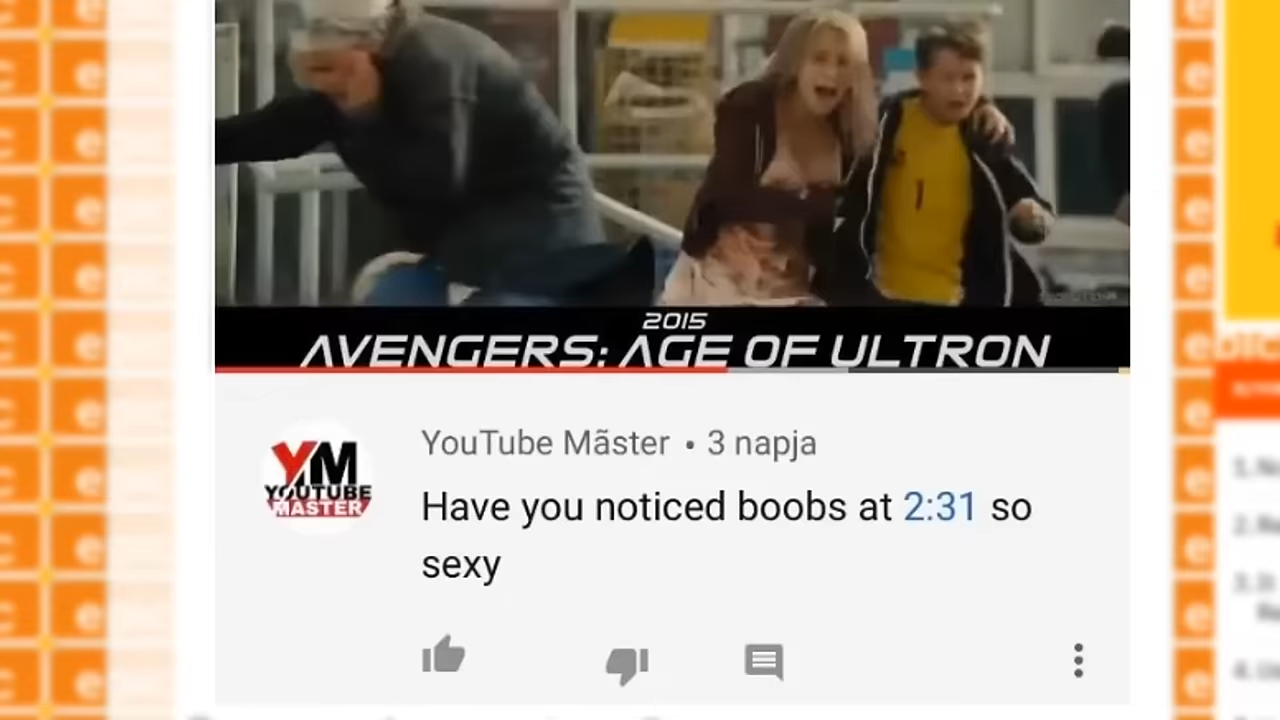 2015
AVENGERS: AGE OF ULTRON
YouTube Mãster • 3 napja
YM
YOUTUBE
MASTER
Have you noticed boobs at 2:31 so
sexy